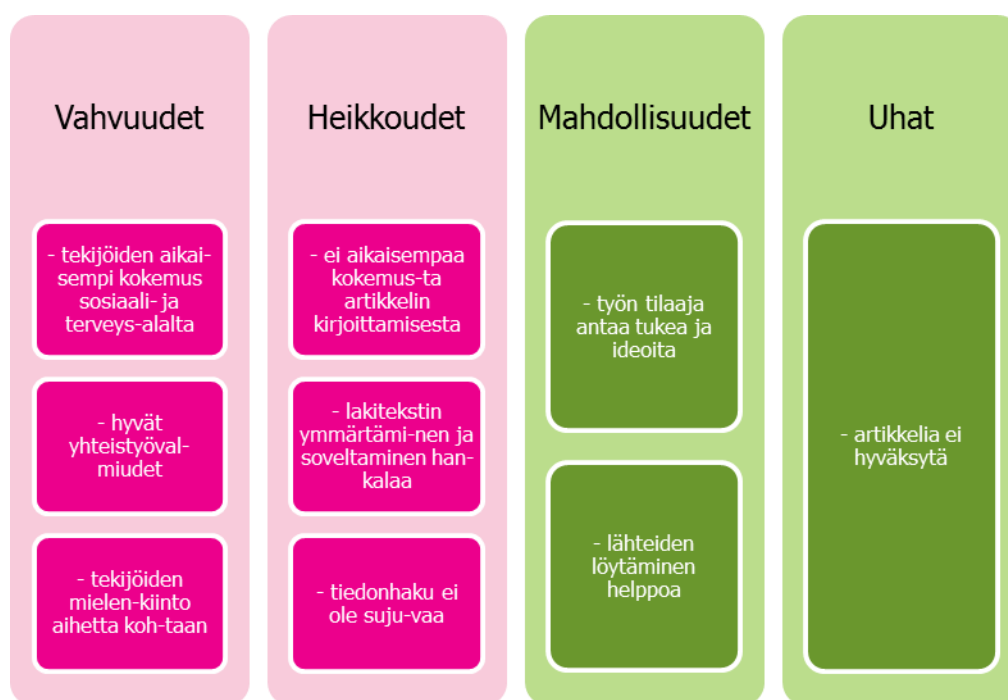 Vahvuudet
- tekijöiden aikai-
sempi kokemus
sosiaali- ja
terveys-alalta
- hyvät
yhteistyöval-
miudet
- tekijöiden
mielen-kiinto
aihetta koh-taan
Heikkoudet
- ei aikaisempaa
kokemus-ta
artikkelin
kirjoittamisesta
- lakitekstin
ymmärtämi-nen ja
soveltaminen han-
kalaa
- tiedonhaku ei
ole suju-vaa
Mahdollisuudet
- työn tilaaja
antaa tukea ja
ideoita
- lähteiden
löytäminen
helppoa
Uhat
- artikkelia ei
hyväksytä